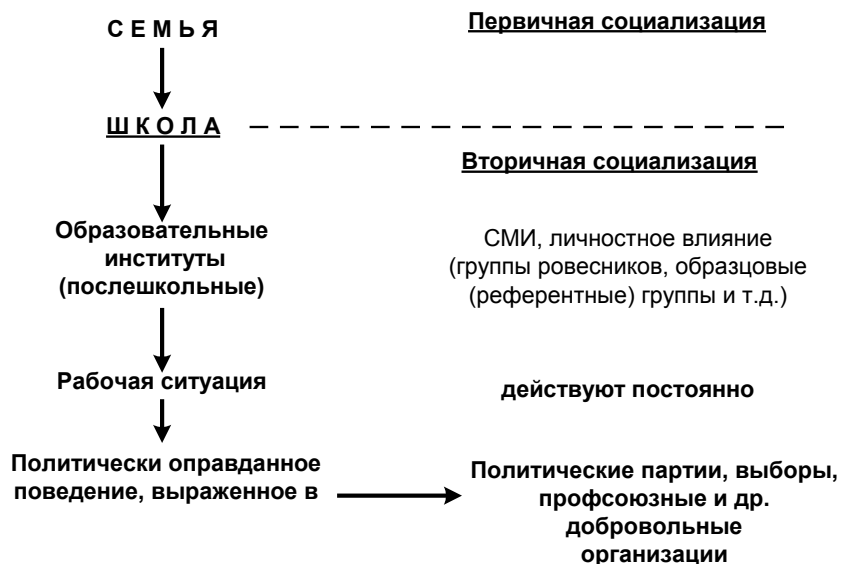 С Е М Ь Я
Первичная социализация
Ш К О Л А
Вторичная социализация
Образовательные
институты
(послешкольные)
СМИ, личностное влияние
(группы ровесников, образцовые
(референтные) группы и т.д.)
Рабочая ситуация
действуют постоянно
Политически оправданное
поведение, выраженное в
Политические партии, выборы,
профсоюзные и др.
добровольные
организации